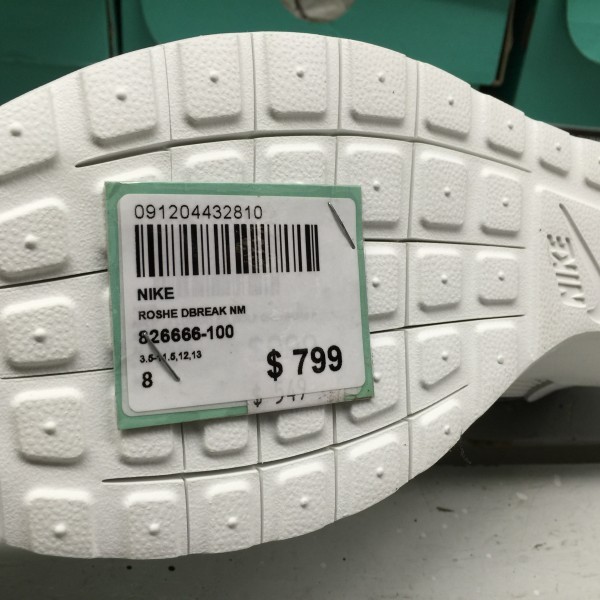 091204432810
NIKE
ROSHE DBREAK NM
826666-100
3.5-11.5,12,13
8
$ 799
NIKE